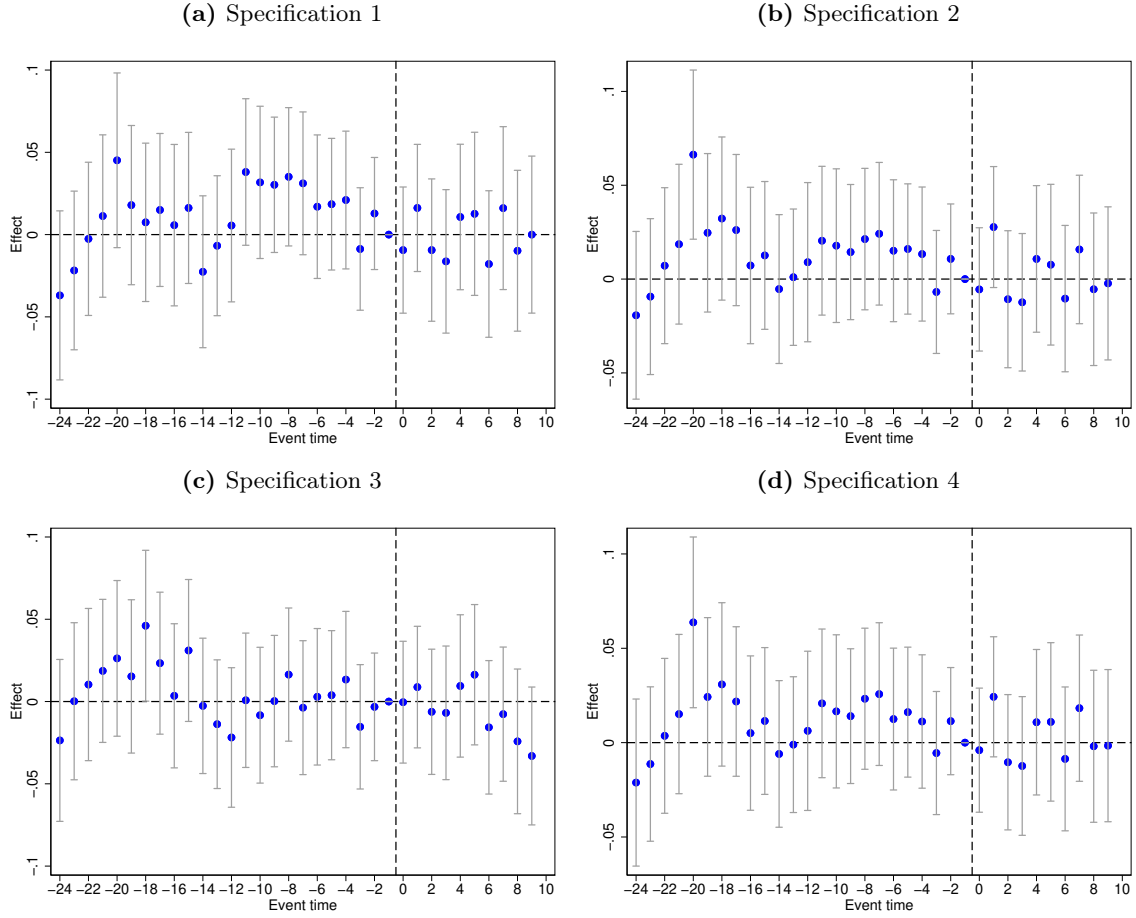 (a) Specification 1
.1
.05
0
-.05
-.1
Effect
−24 −22 −20 −18 −16 −14 −12 −10 −8 −6 −4 −2 0 2 4 6 8 10
Event time
(b) Specification 2
.1
.05
0
-.05
Effect
−24 −22 −20 −18 −16 −14 −12 −10 −8 −6 −4 −2 0 2 4 6 8 10
Event time
(c) Specification 3
.1
.05
0
-.05
-.1
Effect
−24 −22 −20 −18 −16 −14 −12 −10 −8 −6 −4 −2 0 2 4 6 8 10
Event time
(d) Specification 4
.1
.05
0
-.05
Effect
−24 −22 −20 −18 −16 −14 −12 −10 −8 −6 −4 −2 0 2 4 6 8 10
Event time